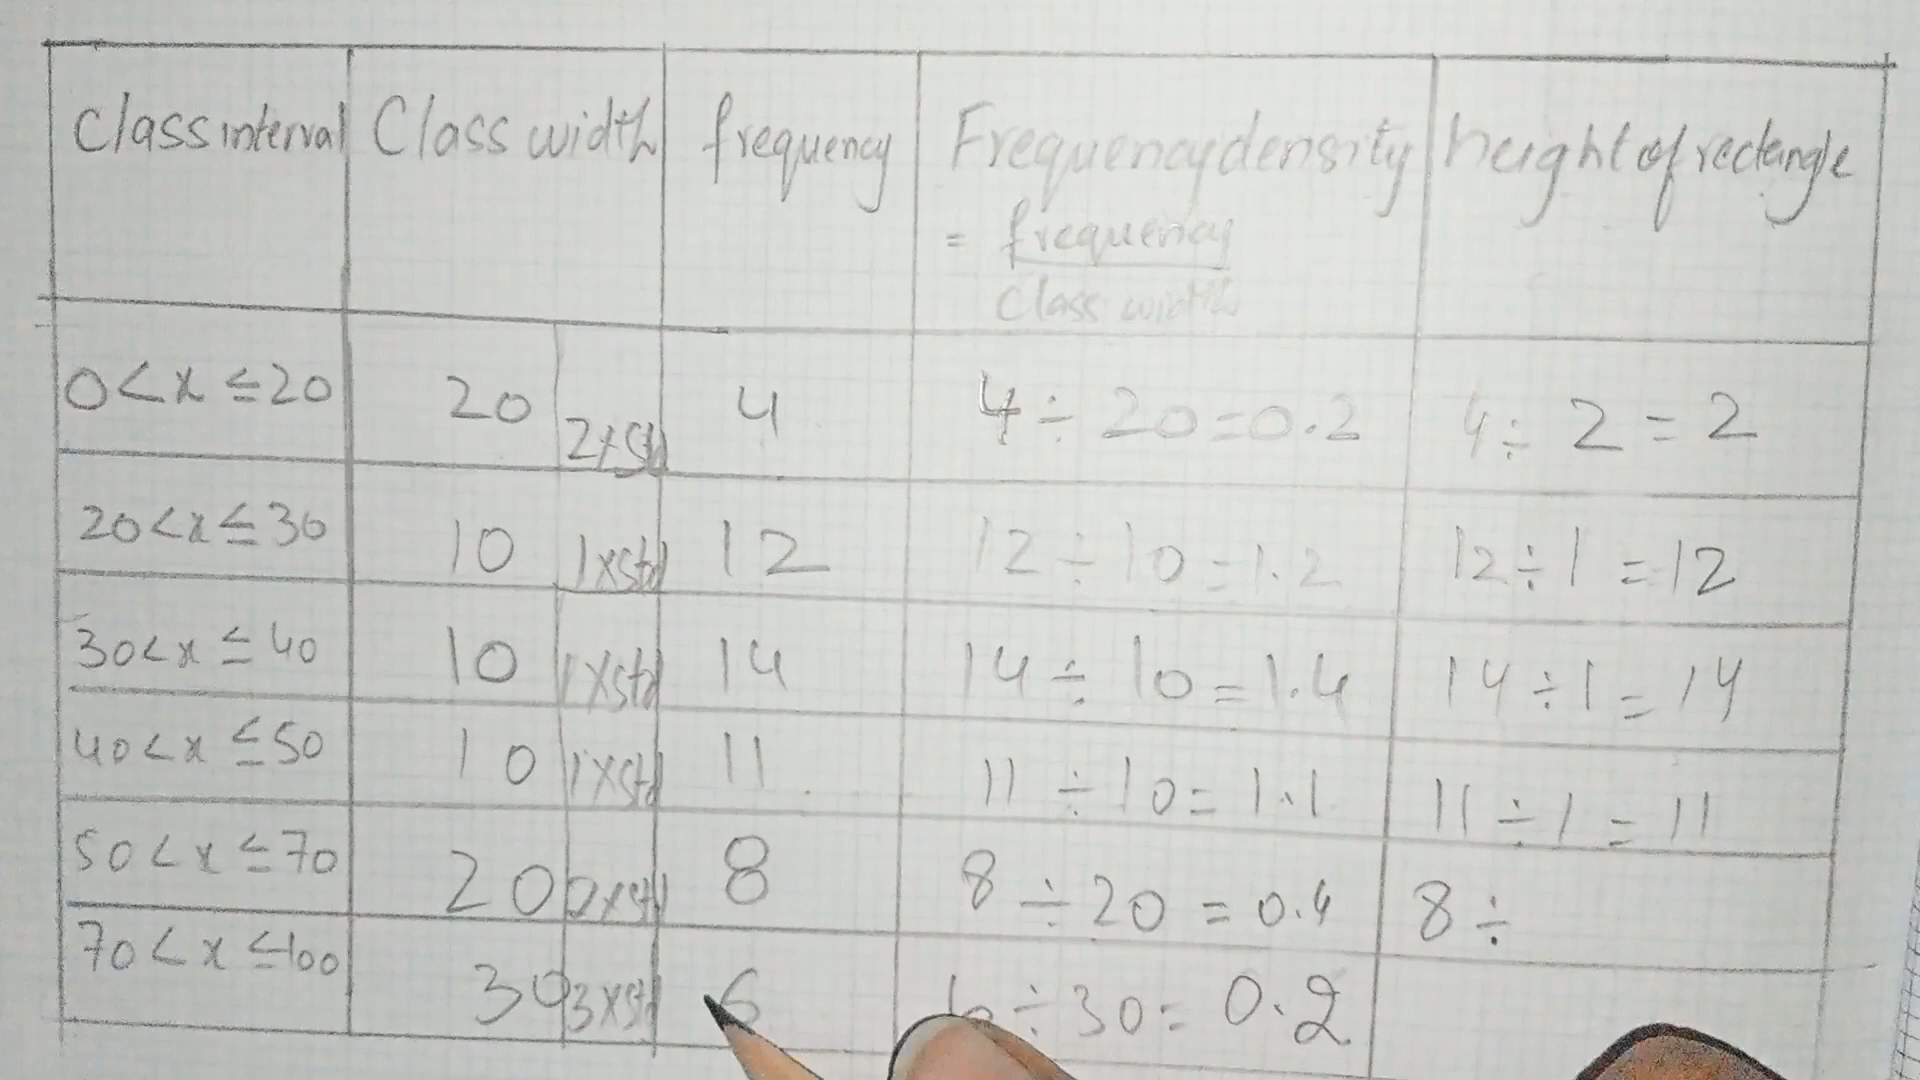 Class interval Class width frequency Frequency density height of rectangle
= frequency
Class width
0 < x ≤ 20 20 2×std 4 4 ÷ 20 = 0.2 4 ÷ 2 = 2
20 < x ≤ 30 10 1×std 12 12 ÷ 10 = 1.2 12 ÷ 1 = 12
30 < x ≤ 40 10 1×std 14 14 ÷ 10 = 1.4 14 ÷ 1 = 14
40 < x ≤ 50 10 1×std 11 11 ÷ 10 = 1.1 11 ÷ 1 = 11
50 < x ≤ 70 20 2×std 8 8 ÷ 20 = 0.4 8 ÷
70 < x ≤ 100 30 3×std 6 6 ÷ 30 = 0.2